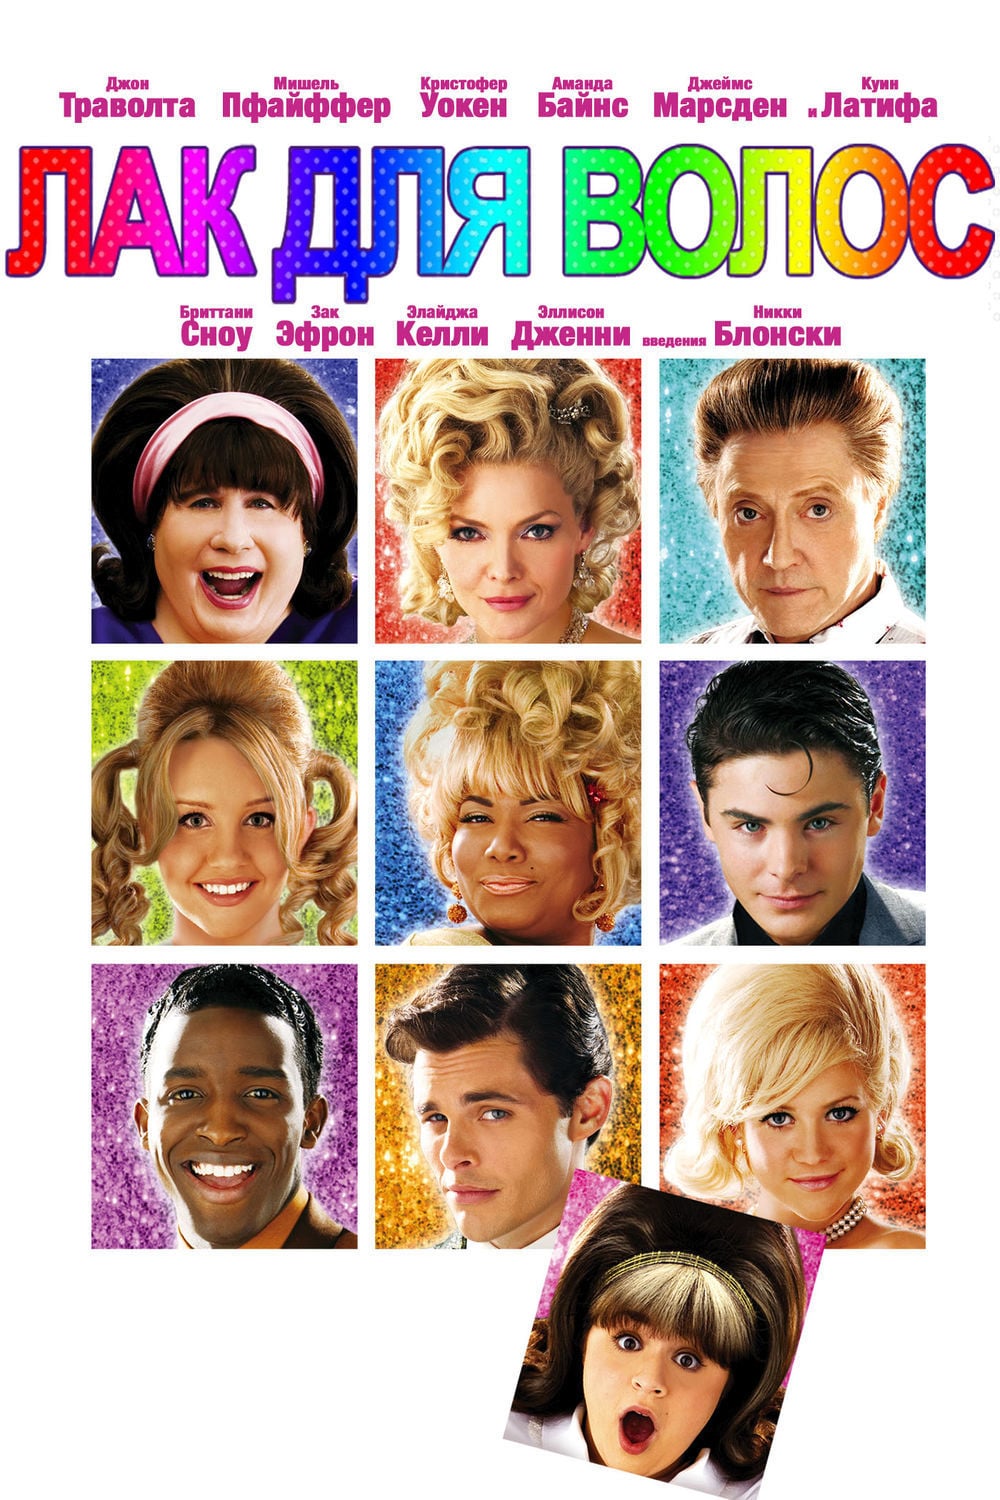 Джон Мишель Кристофер Аманда Джеймс Куин
Траволта Пфайффер Уокен Байнс Марсден и Латифа
ЛАК ДЛЯ ВОЛОС
Бриттани Зак Элайджа Эллисон Никки
Сноу Эфрон Келли Дженни введения Блонски